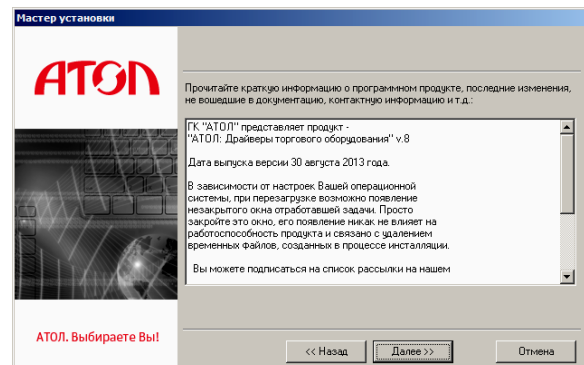 Мастер установки
АТОЛ
Прочитайте краткую информацию о программном продукте, последние изменения,
не вошедшие в документацию, контактную информацию и т.д.:
ГК "АТОЛ" представляет продукт -
"АТОЛ: Драйверы торгового оборудования" v.8
Дата выпуска версии 30 августа 2013 года.
В зависимости от настроек Вашей операционной
системы, при перезагрузке возможно появление
незакрытого окна отработавшей задачи. Просто
закройте это окно, его появление никак не влияет на
работоспособность продукта и связано с удалением
временных файлов, созданных в процессе инсталляции.
Вы можете подписаться на список рассылки на нашем
АТОЛ. Выбираете Вы!
<< Назад
Далее >>
Отмена